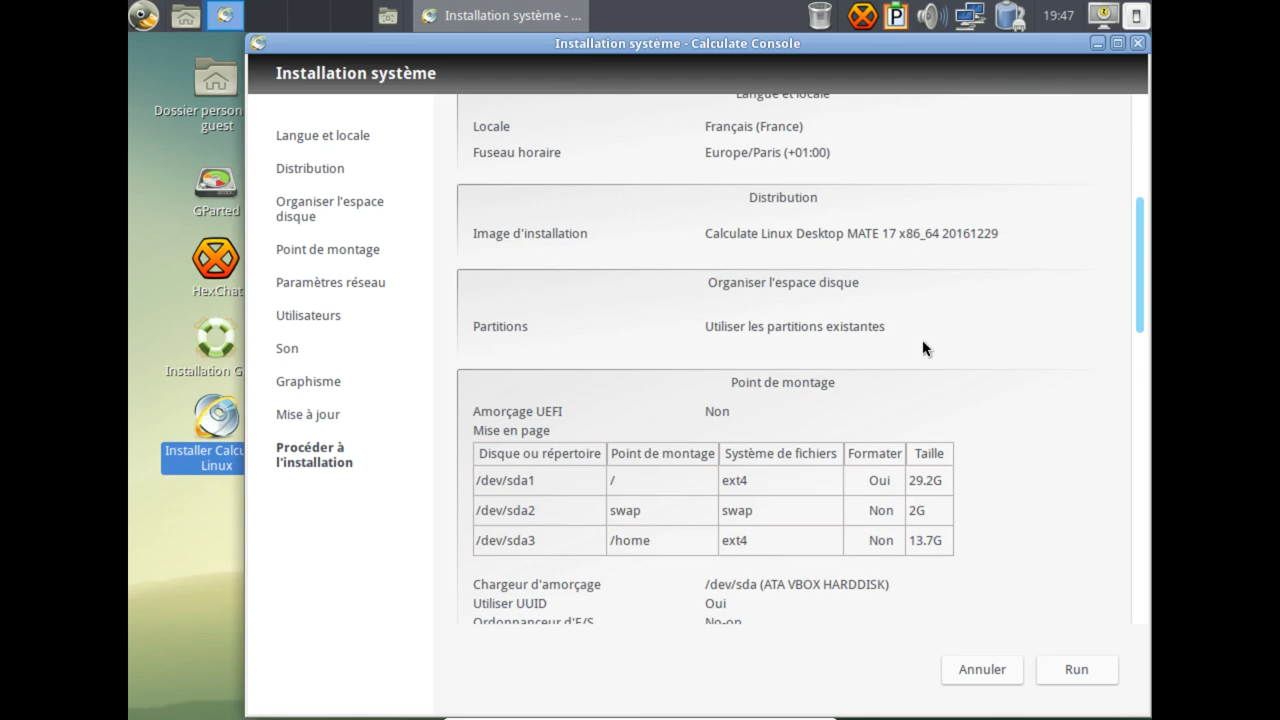 Installation système - ...
19:47
Installation système - Calculate Console
Installation système
Dossier person
guest
GParted
HexChat
Installation G
Installer Calcu
Linux
Langue et locale
Distribution
Organiser l'espace
disque
Point de montage
Paramètres réseau
Utilisateurs
Son
Graphisme
Mise à jour
Procéder à
l'installation
Langue et locale
Locale Français (France)
Fuseau horaire Europe/Paris (+01:00)
Distribution
Image d'installation Calculate Linux Desktop MATE 17 x86_64 20161229
Organiser l'espace disque
Partitions Utiliser les partitions existantes
Point de montage
Amorçage UEFI Non
Mise en page
Disque ou répertoire Point de montage Système de fichiers Formater Taille
/dev/sda1 / ext4 Oui 29.2G
/dev/sda2 swap swap Non 2G
/dev/sda3 /home ext4 Non 13.7G
Chargeur d'amorçage /dev/sda (ATA VBOX HARDDISK)
Utiliser UUID Oui
Ordonnanceur d'E/S No-op
Annuler Run